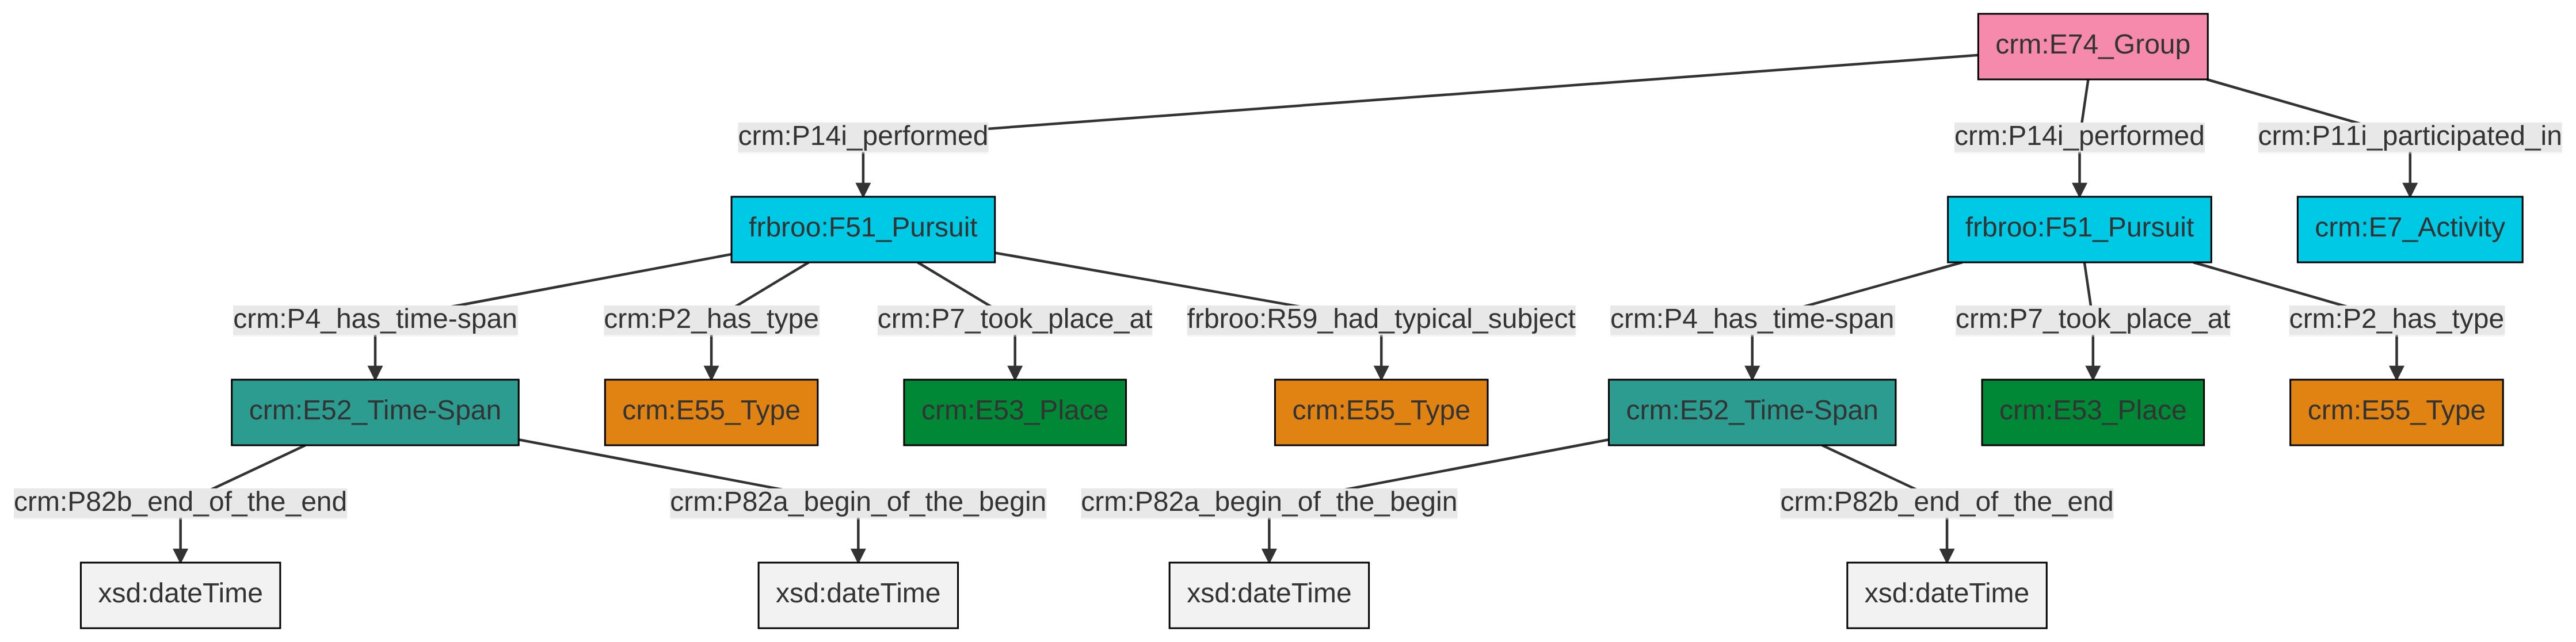 crm:E74_Group
crm:P14i_performed
crm:P14i_performed
crm:P11i_participated_in
frbroo:F51_Pursuit
frbroo:F51_Pursuit
crm:E7_Activity
crm:P4_has_time-span
crm:P2_has_type
crm:P7_took_place_at
frbroo:R59_had_typical_subject
crm:P4_has_time-span
crm:P7_took_place_at
crm:P2_has_type
crm:E52_Time-Span
crm:E55_Type
crm:E53_Place
crm:E55_Type
crm:E52_Time-Span
crm:E53_Place
crm:E55_Type
crm:P82b_end_of_the_end
crm:P82a_begin_of_the_begin
crm:P82a_begin_of_the_begin
crm:P82b_end_of_the_end
xsd:dateTime
xsd:dateTime
xsd:dateTime
xsd:dateTime